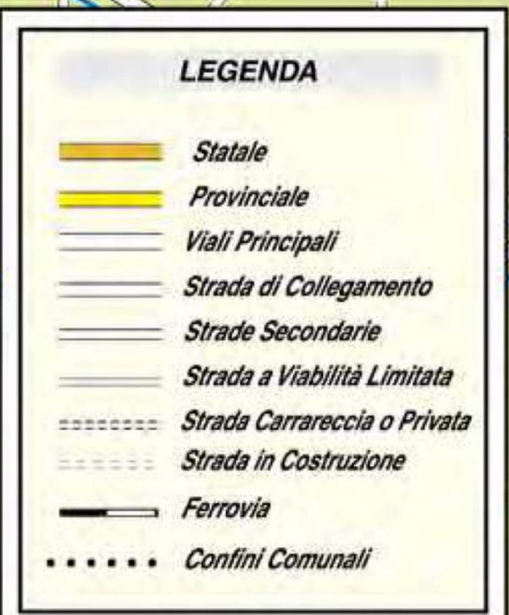 LEGENDA
Statale
Provinciale
Viali Principali
Strada di Collegamento
Strade Secondarie
Strada a Viabilità Limitata
Strada Carrareccia o Privata
Strada in Costruzione
Ferrovia
Confini Comunali